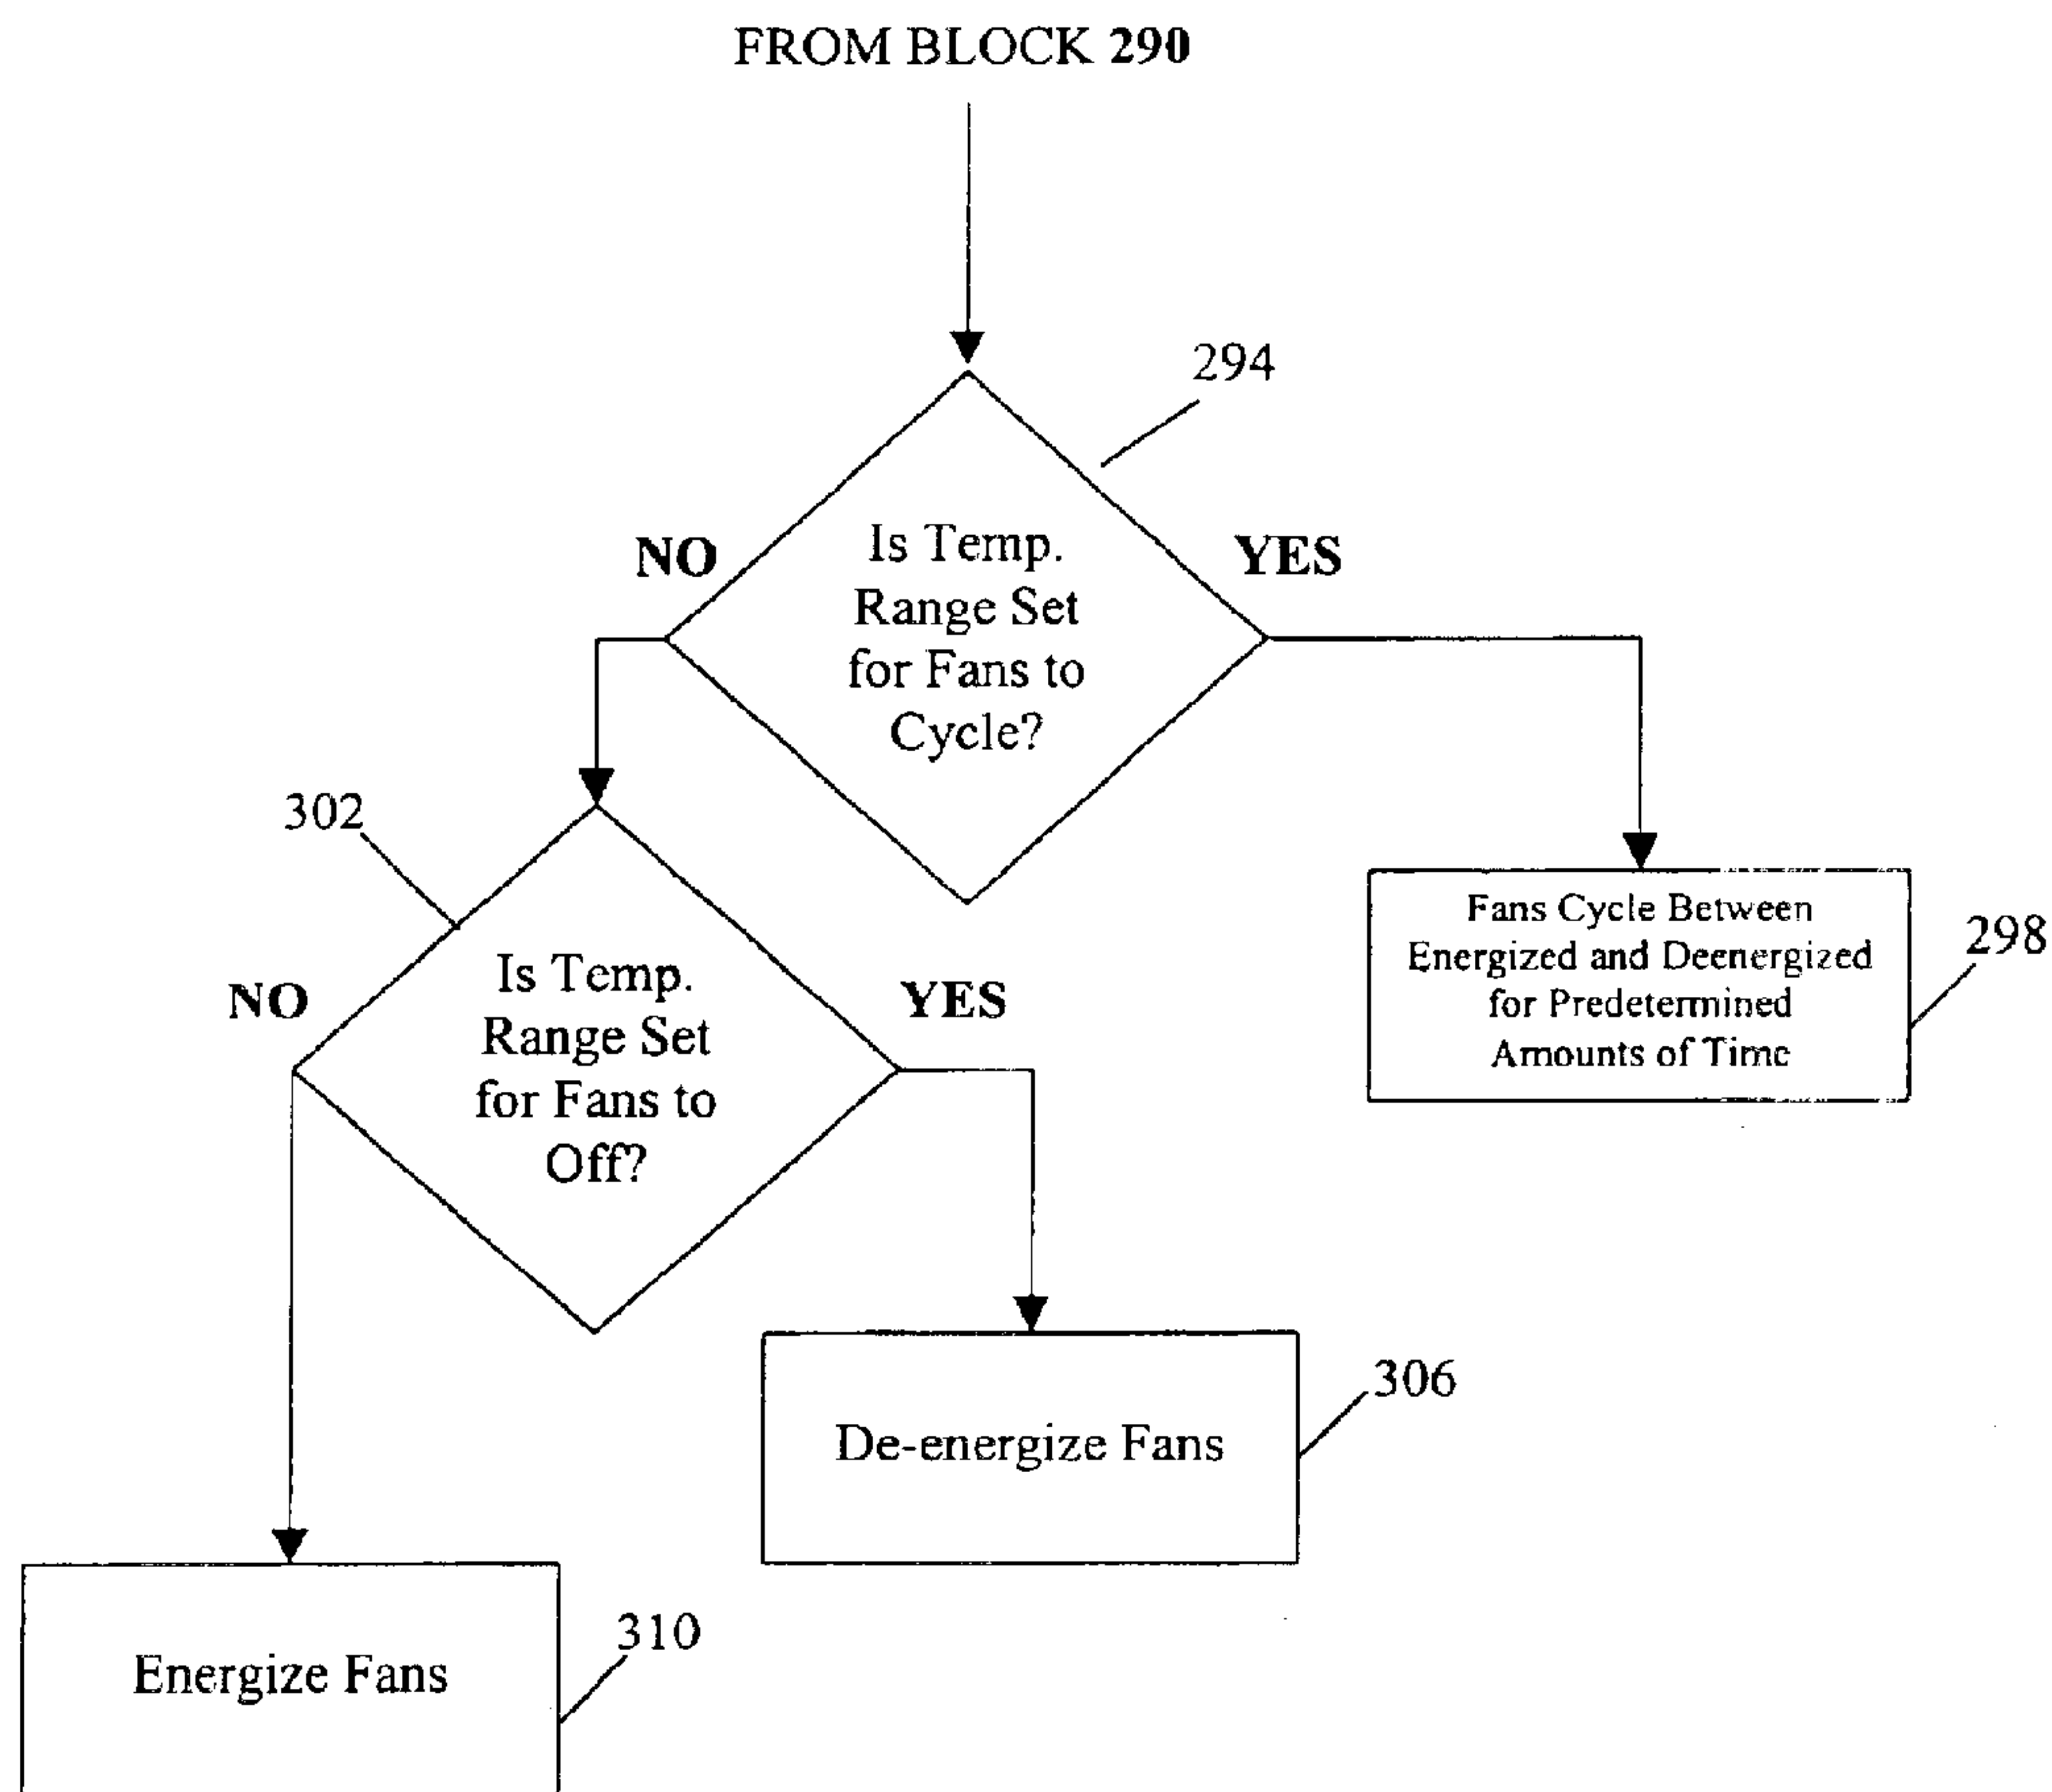 FROM BLOCK 290
294
NO
YES
Is Temp.
Range Set
for Fans to
Cycle?
302
NO
YES
Is Temp.
Range Set
for Fans to
Off?
Fans Cycle Between
Energized and Deenergized
for Predetermined
Amounts of Time
298
De-energize Fans
306
Energize Fans
310